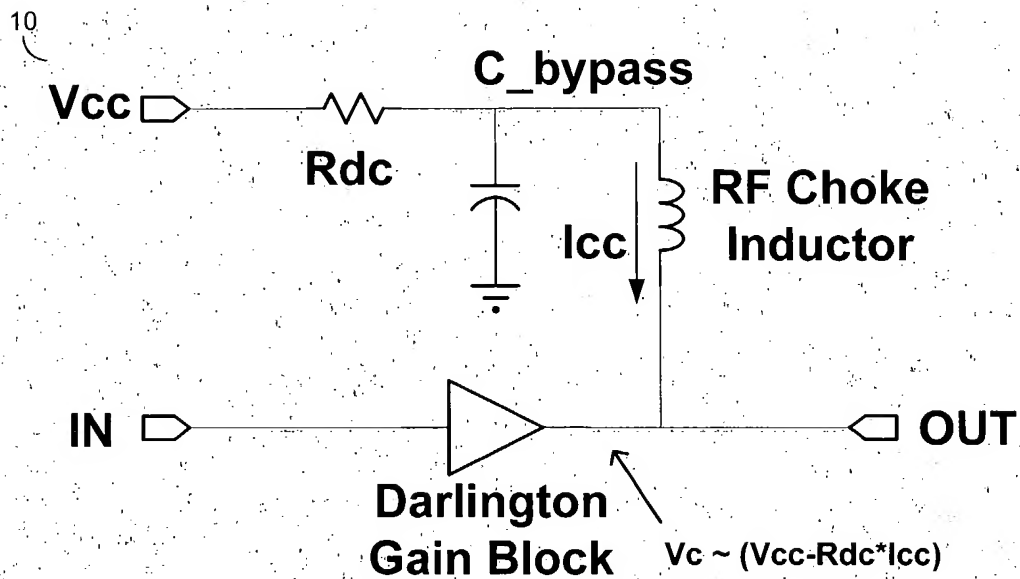 10
C_bypass
Vcc
Rdc
RF Choke
Inductor
Icc
IN
OUT
Darlington
Gain Block
Vc ~ (Vcc-Rdc*Icc)